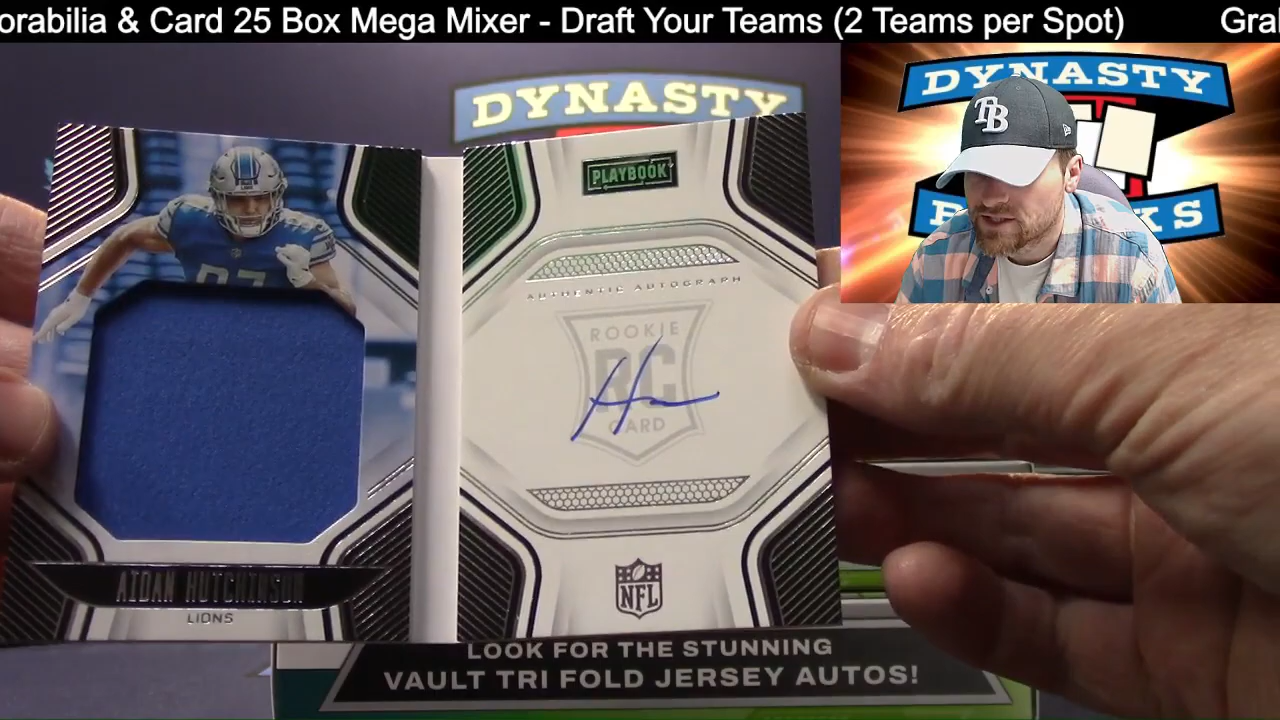 orabilia & Card 25 Box Mega Mixer - Draft Your Teams (2 Teams per Spot) Gra
DYNASTY
DYNASTY
TB
B KS
97
PLAYBOOK
AUTHENTIC AUTOGRAPH
ROOKIE
RC
CARD
AIDAN HUTCHINSON
LIONS
NFL
LOOK FOR THE STUNNING
VAULT TRI FOLD JERSEY AUTOS!